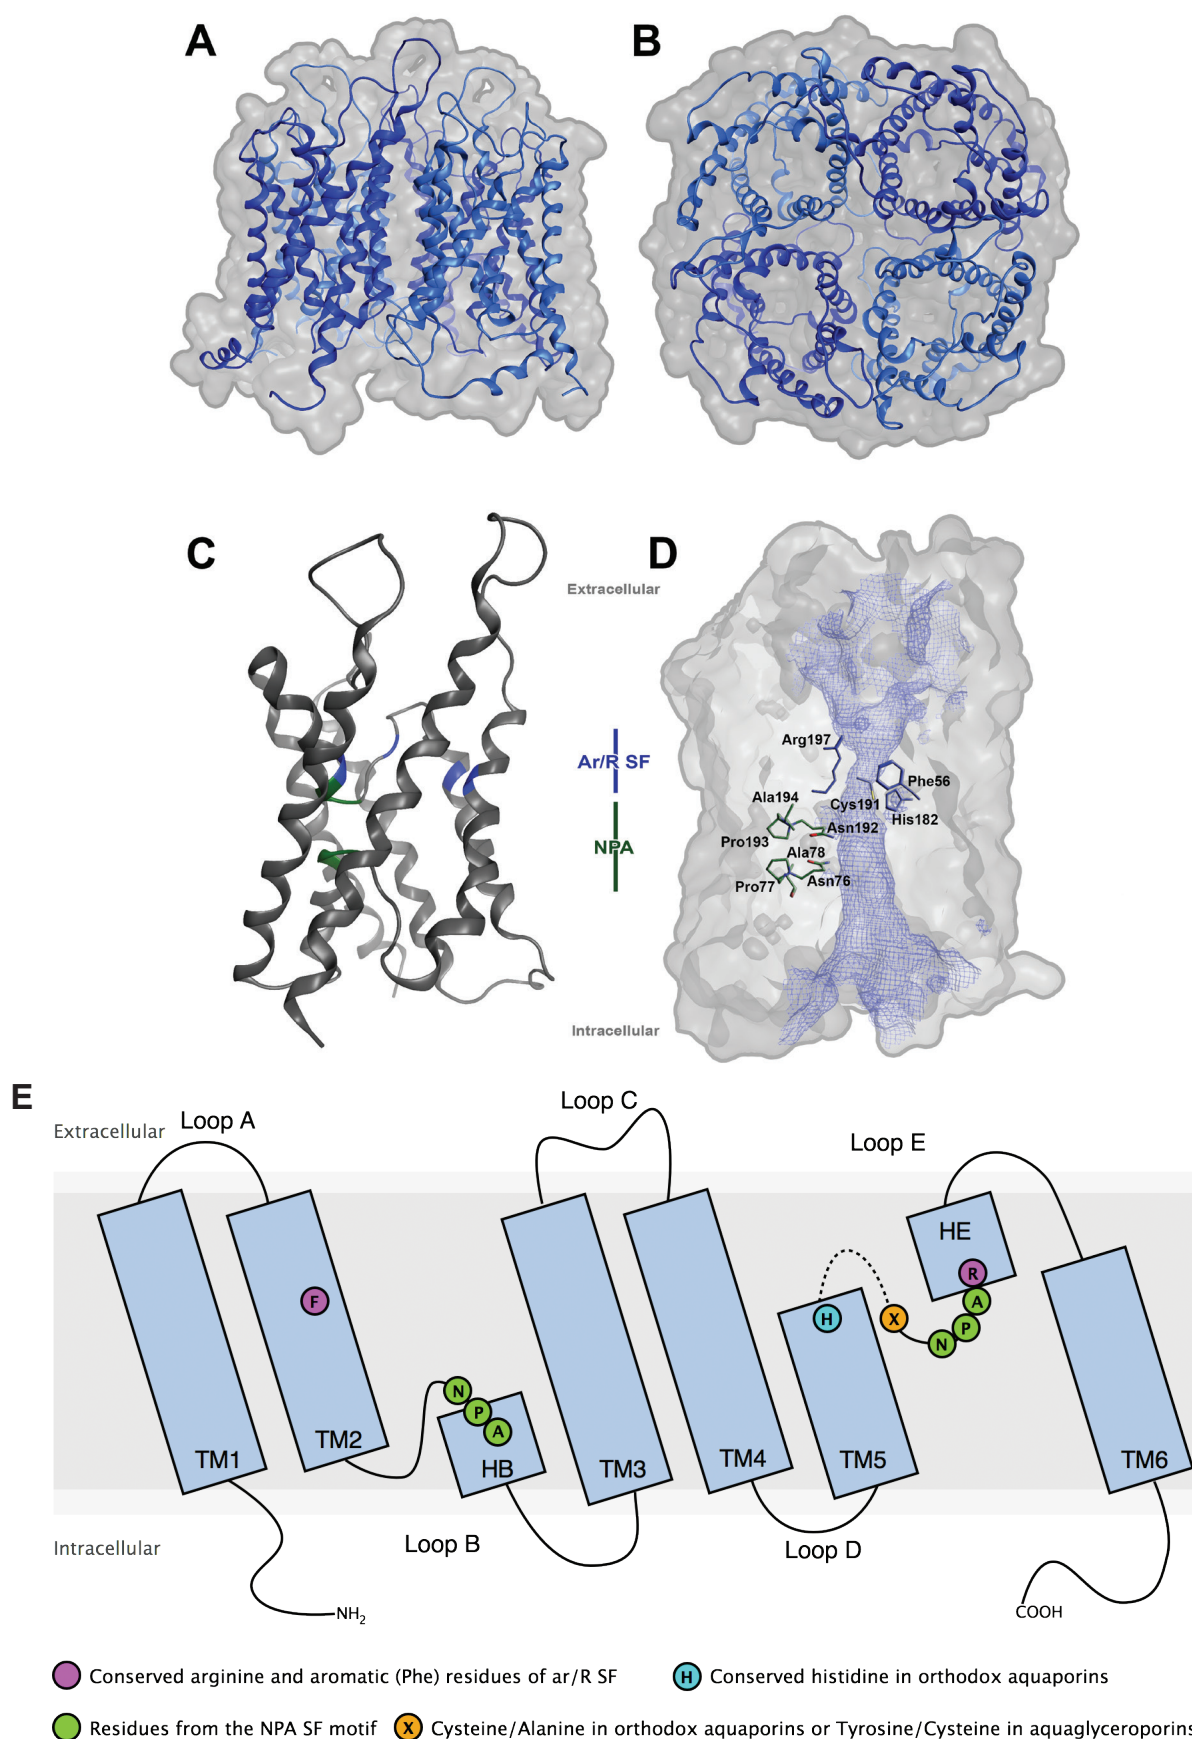 A
B
C
D
Extracellular
Ar/R SF
NPA
Intracellular
Arg197
Phe56
Ala194
Cys191
His182
Asn192
Pro193
Ala78
Pro77
Asn76
E
Extracellular
Loop A
Loop C
Loop E
HE
R
F
H
X
A
P
N
N
P
A
TM1
TM2
HB
TM3
TM4
TM5
TM6
Intracellular
Loop B
Loop D
NH2
COOH
Conserved arginine and aromatic (Phe) residues of ar/R SF
H Conserved histidine in orthodox aquaporins
Residues from the NPA SF motif
X Cysteine/Alanine in orthodox aquaporins or Tyrosine/Cysteine in aquaglyceroporins